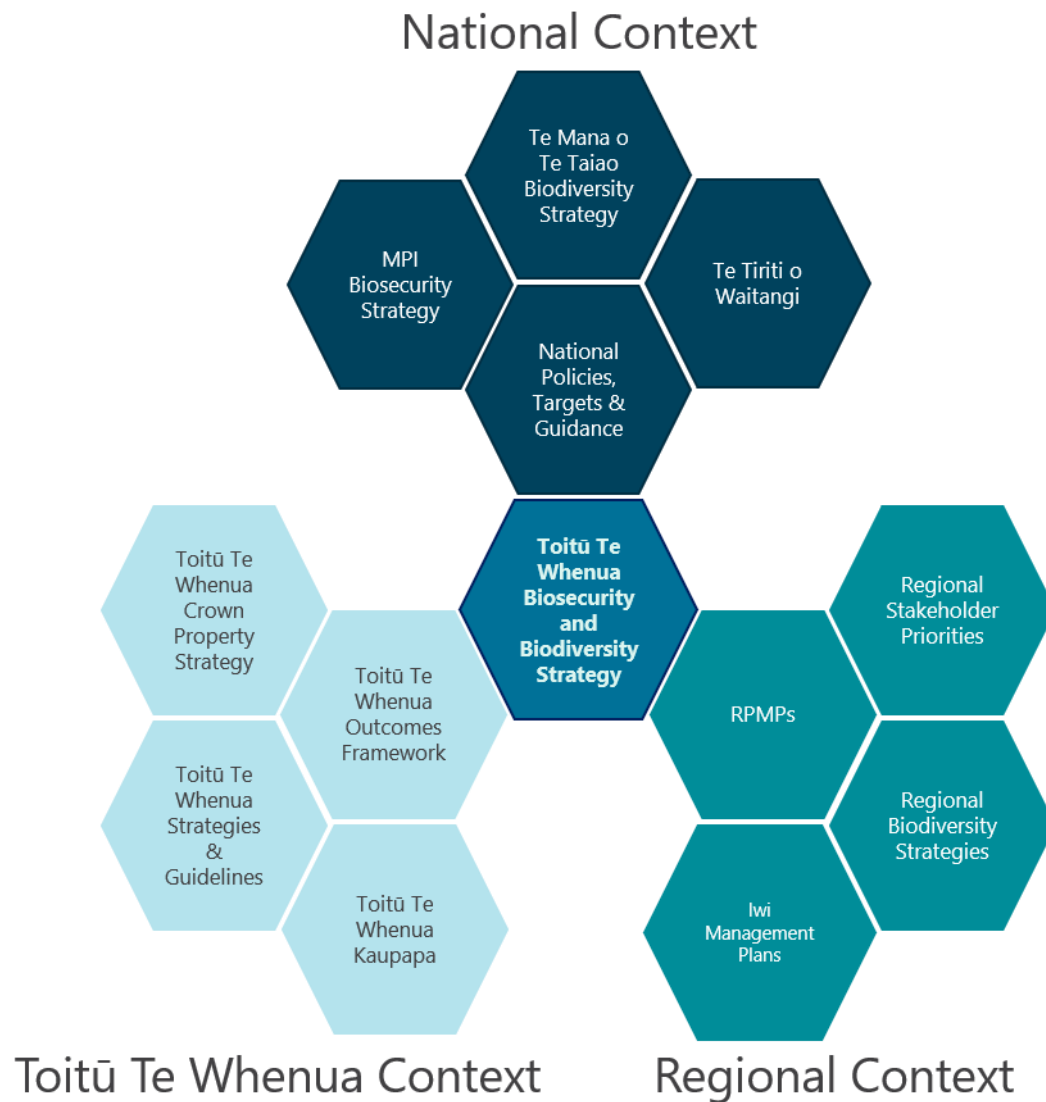 National Context
Te Mana o
Te Taiao
Biodiversity
Strategy
MPI
Biosecurity
Strategy
Te Tiriti o
Waitangi
National
Policies,
Targets &
Guidance
Toitū Te
Whenua
Biosecurity
and
Biodiversity
Strategy
Toitū Te
Whenua
Crown
Property
Strategy
Toitū Te
Whenua
Outcomes
Framework
Toitū Te
Whenua
Strategies
&
Guidelines
Toitū Te
Whenua
Kaupapa
Regional
Stakeholder
Priorities
RPMPs
Regional
Biodiversity
Strategies
Iwi
Management
Plans
Toitū Te Whenua Context
Regional Context